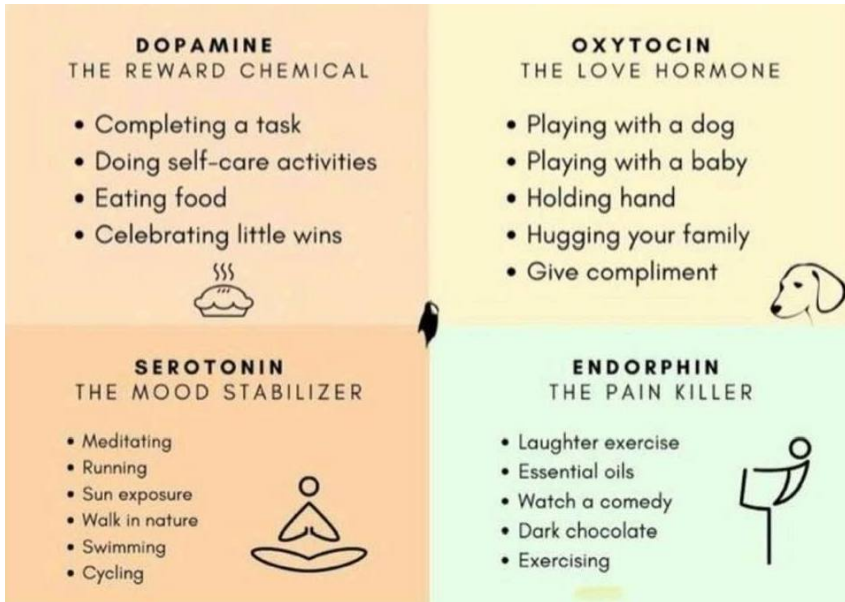 DOPAMINE
THE REWARD CHEMICAL
• Completing a task
• Doing self-care activities
• Eating food
• Celebrating little wins
OXYTOCIN
THE LOVE HORMONE
• Playing with a dog
• Playing with a baby
• Holding hand
• Hugging your family
• Give compliment
SEROTONIN
THE MOOD STABILIZER
• Meditating
• Running
• Sun exposure
• Walk in nature
• Swimming
• Cycling
ENDORPHIN
THE PAIN KILLER
• Laughter exercise
• Essential oils
• Watch a comedy
• Dark chocolate
• Exercising